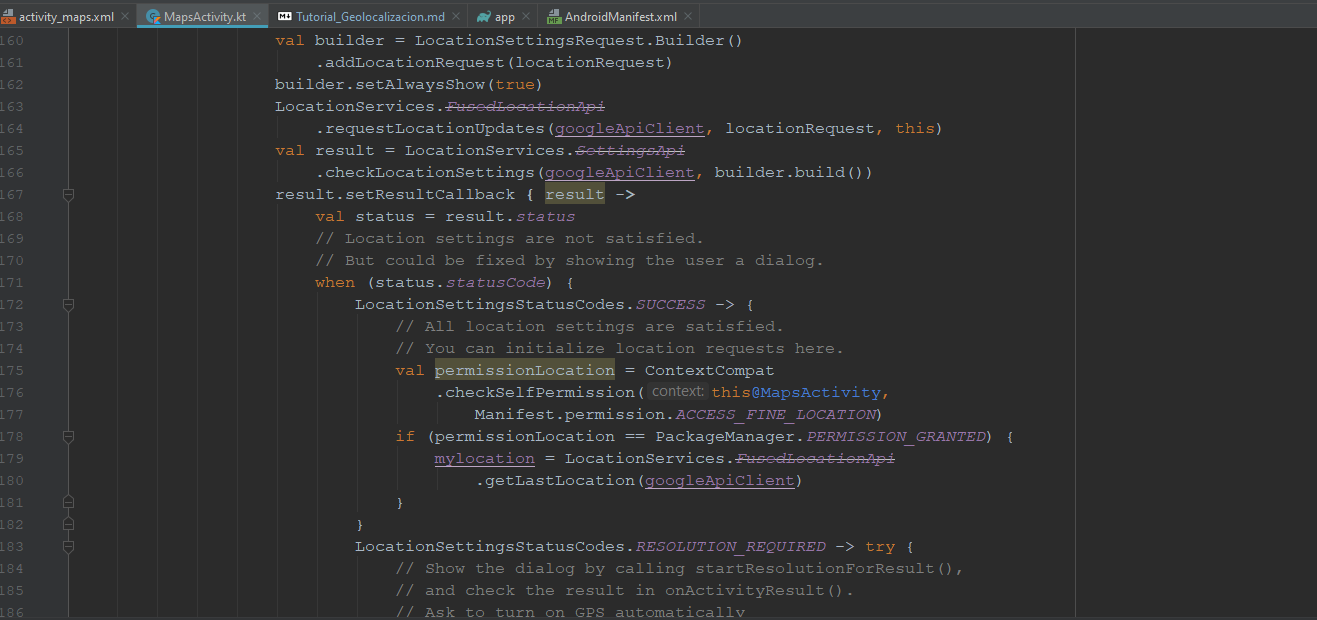 activity_maps.xml MapsActivity.kt Tutorial_Geolocalizacion.md app AndroidManifest.xml
160 val builder = LocationSettingsRequest.Builder()
161 .addLocationRequest(locationRequest)
162 builder.setAlwaysShow(true)
163 LocationServices.FusedLocationApi
164 .requestLocationUpdates(googleApiClient, locationRequest, this)
165 val result = LocationServices.SettingsApi
166 .checkLocationSettings(googleApiClient, builder.build())
167 result.setResultCallback { result ->
168 val status = result.status
169 // Location settings are not satisfied.
170 // But could be fixed by showing the user a dialog.
171 when (status.statusCode) {
172 LocationSettingsStatusCodes.SUCCESS -> {
173 // All location settings are satisfied.
174 // You can initialize location requests here.
175 val permissionLocation = ContextCompat
176 .checkSelfPermission( context: this@MapsActivity,
177 Manifest.permission.ACCESS_FINE_LOCATION)
178 if (permissionLocation == PackageManager.PERMISSION_GRANTED) {
179 mylocation = LocationServices.FusedLocationApi
180 .getLastLocation(googleApiClient)
181 }
182 }
183 LocationSettingsStatusCodes.RESOLUTION_REQUIRED -> try {
184 // Show the dialog by calling startResolutionForResult(),
185 // and check the result in onActivityResult().
186 // Ask to turn on GPS automatically